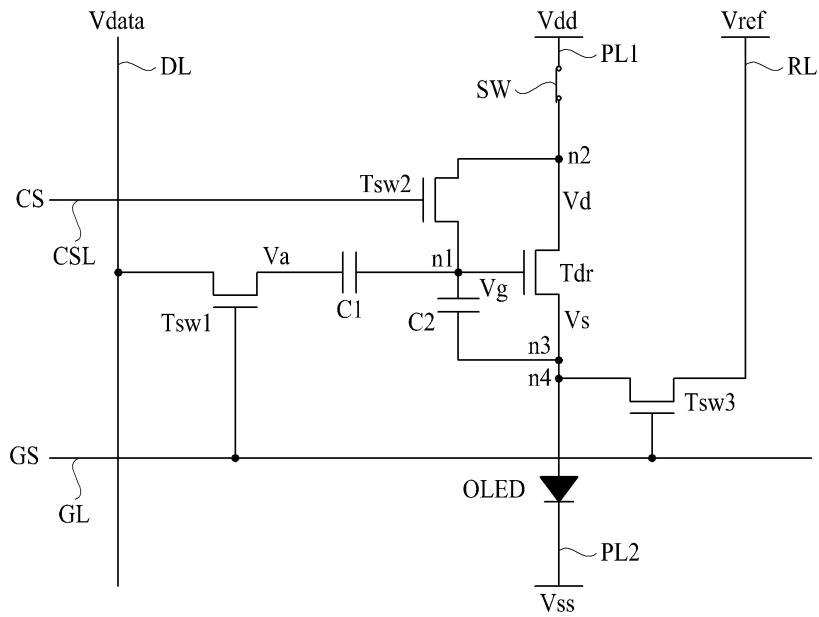 Vdata
Vdd
Vref
DL
PL1
RL
SW
n2
Tsw2
CS
Vd
CSL
Va
n1
Tdr
Vg
C1
C2
Tsw1
Vs
n3
n4
Tsw3
GS
OLED
GL
PL2
Vss